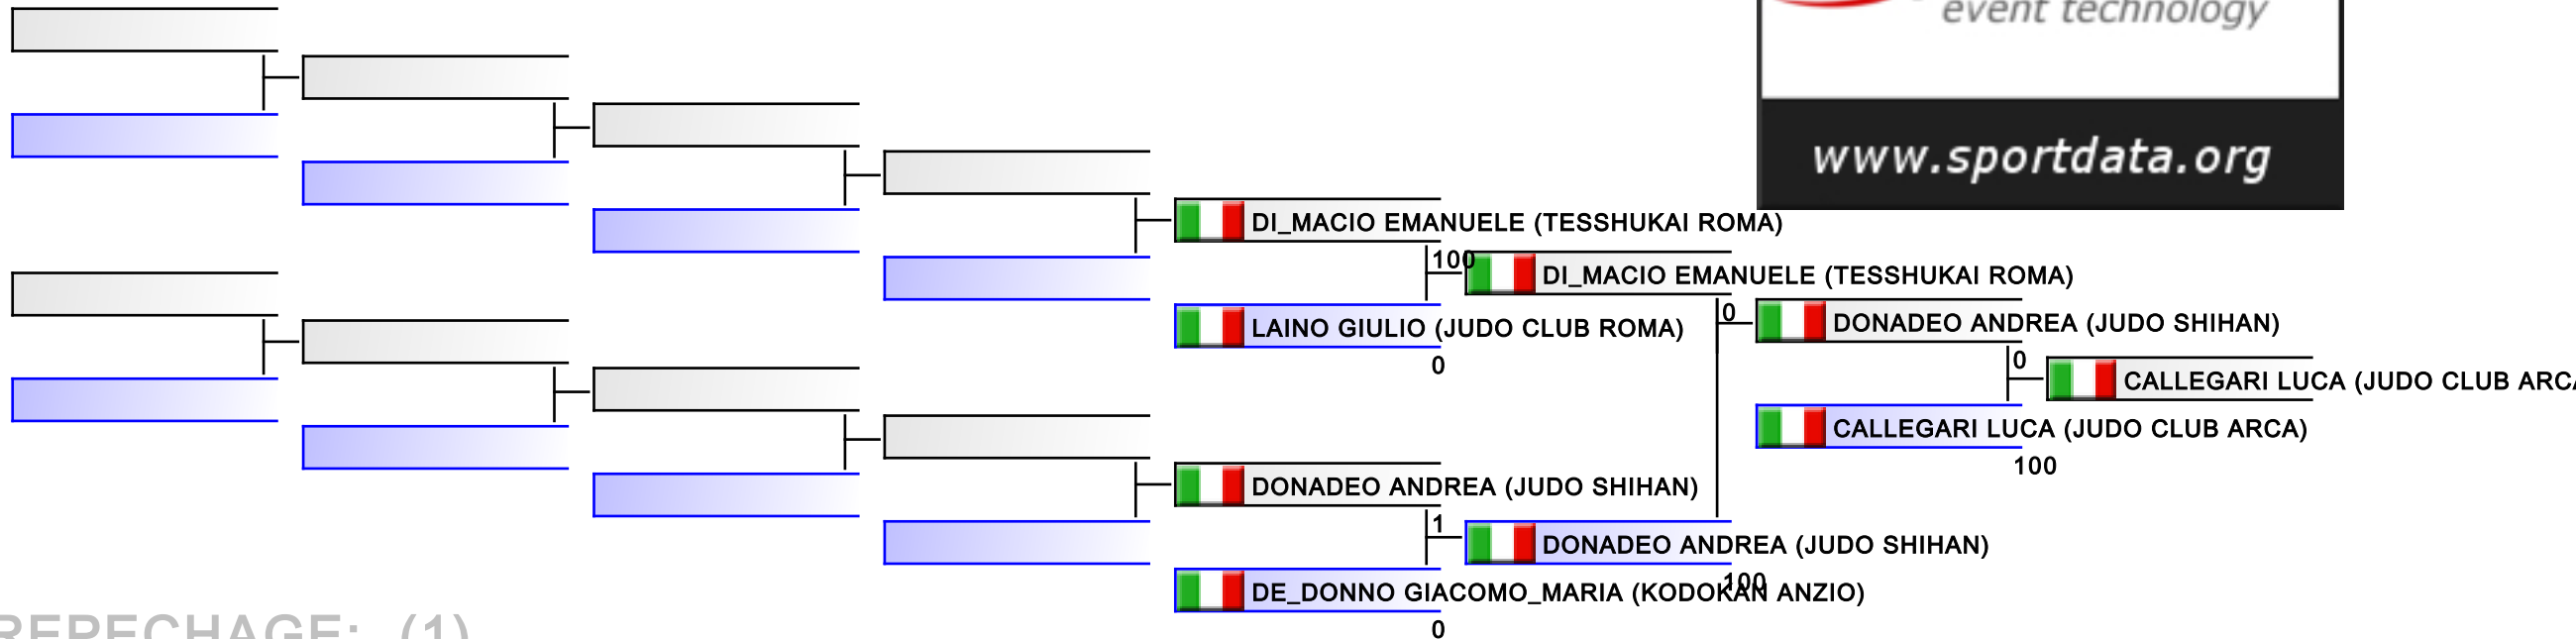 event technology
www.sportdata.org
DI_MACIO EMANUELE (TESSHUKAI ROMA)
100
DI_MACIO EMANUELE (TESSHUKAI ROMA)
0
LAINO GIULIO (JUDO CLUB ROMA)
0
DONADEO ANDREA (JUDO SHIHAN)
0
CALLEGARI LUCA (JUDO CLUB ARCA
CALLEGARI LUCA (JUDO CLUB ARCA)
100
DONADEO ANDREA (JUDO SHIHAN)
1
DONADEO ANDREA (JUDO SHIHAN)
100
DE_DONNO GIACOMO_MARIA (KODOKAN ANZIO)
0
REPECHAGE: (1)